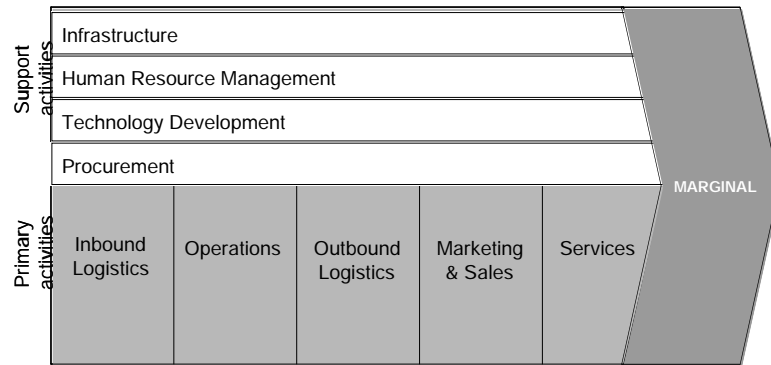 Support
activities
Infrastructure
Human Resource Management
Technology Development
Procurement
MARGINAL
Primary
activities
Inbound
Logistics
Operations
Outbound
Logistics
Marketing
& Sales
Services